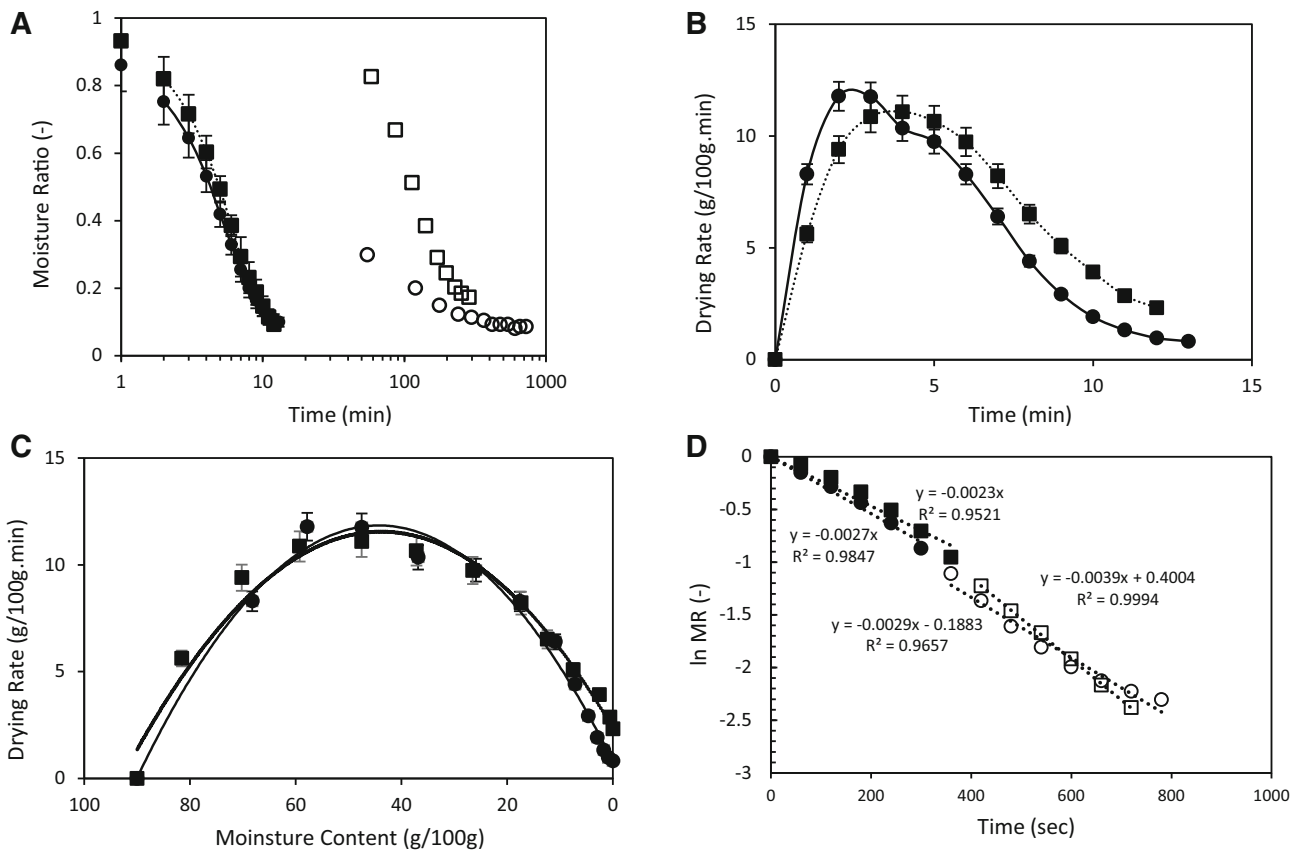 A
Moisture Ratio (-)
1
0.8
0.6
0.4
0.2
0
1 10 100 1000
Time (min)
B
Drying Rate (g/100g.min)
15
10
5
0
0 5 10 15
Time (min)
C
Drying Rate (g/100g.min)
15
10
5
0
100 80 60 40 20 0
Moinsture Content (g/100g)
D
ln MR (-)
0
-0.5
-1
-1.5
-2
-2.5
-3
y = -0.0023x
R² = 0.9521
y = -0.0027x
R² = 0.9847
y = -0.0039x + 0.4004
R² = 0.9994
y = -0.0029x - 0.1883
R² = 0.9657
0 200 400 600 800 1000
Time (sec)